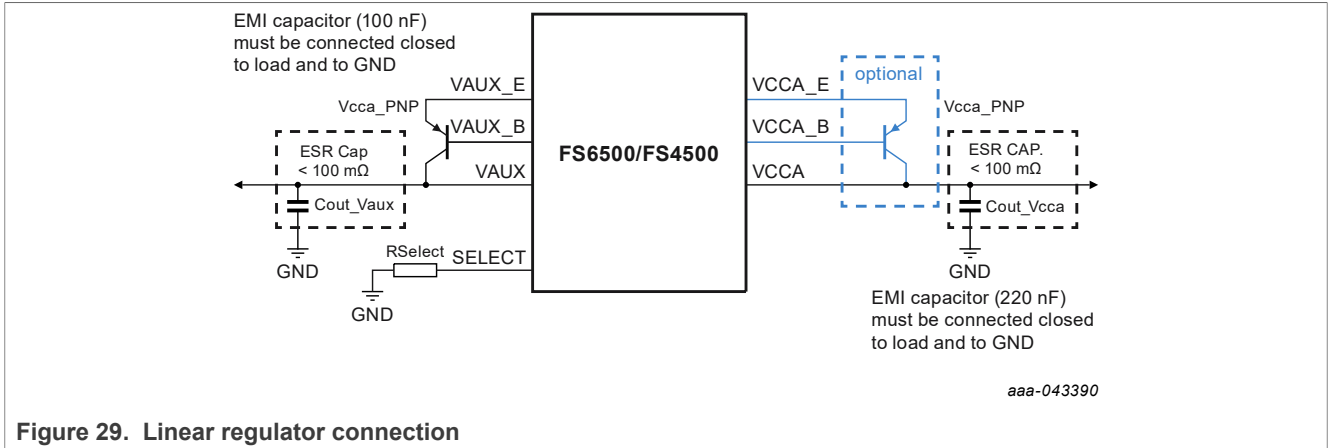 EMI capacitor (100 nF)
must be connected closed
to load and to GND
VAUX_E
Vcca_PNP
VAUX_B
ESR Cap
< 100 mΩ
VAUX
Cout_Vaux
GND
RSelect
SELECT
GND
FS6500/FS4500
VCCA_E
optional
Vcca_PNP
VCCA_B
ESR CAP.
< 100 mΩ
VCCA
Cout_Vcca
GND
EMI capacitor (220 nF)
must be connected closed
to load and to GND
aaa-043390
Figure 29. Linear regulator connection